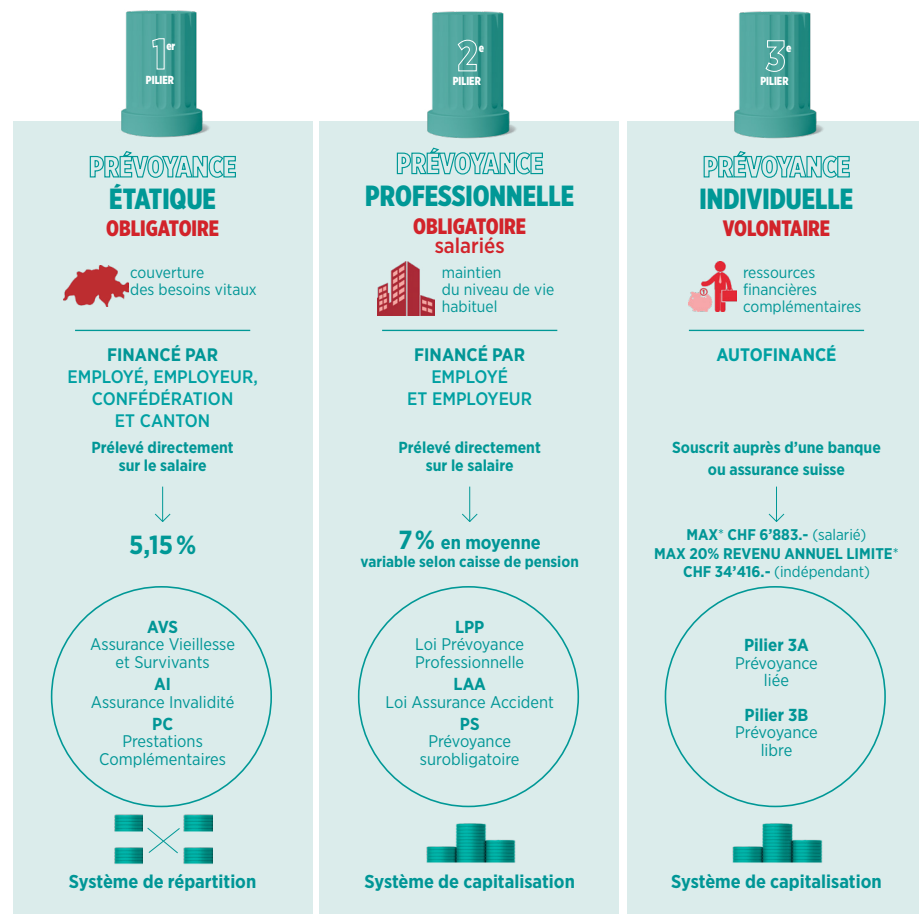 1er
PILIER
PRÉVOYANCE
ÉTATIQUE
OBLIGATOIRE
couverture
des besoins vitaux
FINANCÉ PAR
EMPLOYÉ, EMPLOYEUR,
CONFÉDÉRATION
ET CANTON
Prélevé directement
sur le salaire
5,15 %
AVS
Assurance Vieillesse
et Survivants
AI
Assurance Invalidité
PC
Prestations
Complémentaires
Système de répartition
2e
PILIER
PRÉVOYANCE
PROFESSIONNELLE
OBLIGATOIRE
salariés
maintien
du niveau de vie
habituel
FINANCÉ PAR
EMPLOYÉ
ET EMPLOYEUR
Prélevé directement
sur le salaire
7 % en moyenne
variable selon caisse de pension
LPP
Loi Prévoyance
Professionnelle
LAA
Loi Assurance Accident
PS
Prévoyance
surobligatoire
Système de capitalisation
3e
PILIER
PRÉVOYANCE
INDIVIDUELLE
VOLONTAIRE
1
ressources
financières
complémentaires
AUTOFINANCÉ
Souscrit auprès d'une banque
ou assurance suisse
MAX* CHF 6'883.- (salarié)
MAX 20% REVENU ANNUEL LIMITE*
CHF 34'416.- (indépendant)
Pilier 3A
Prévoyance
liée
Pilier 3B
Prévoyance
libre
Système de capitalisation